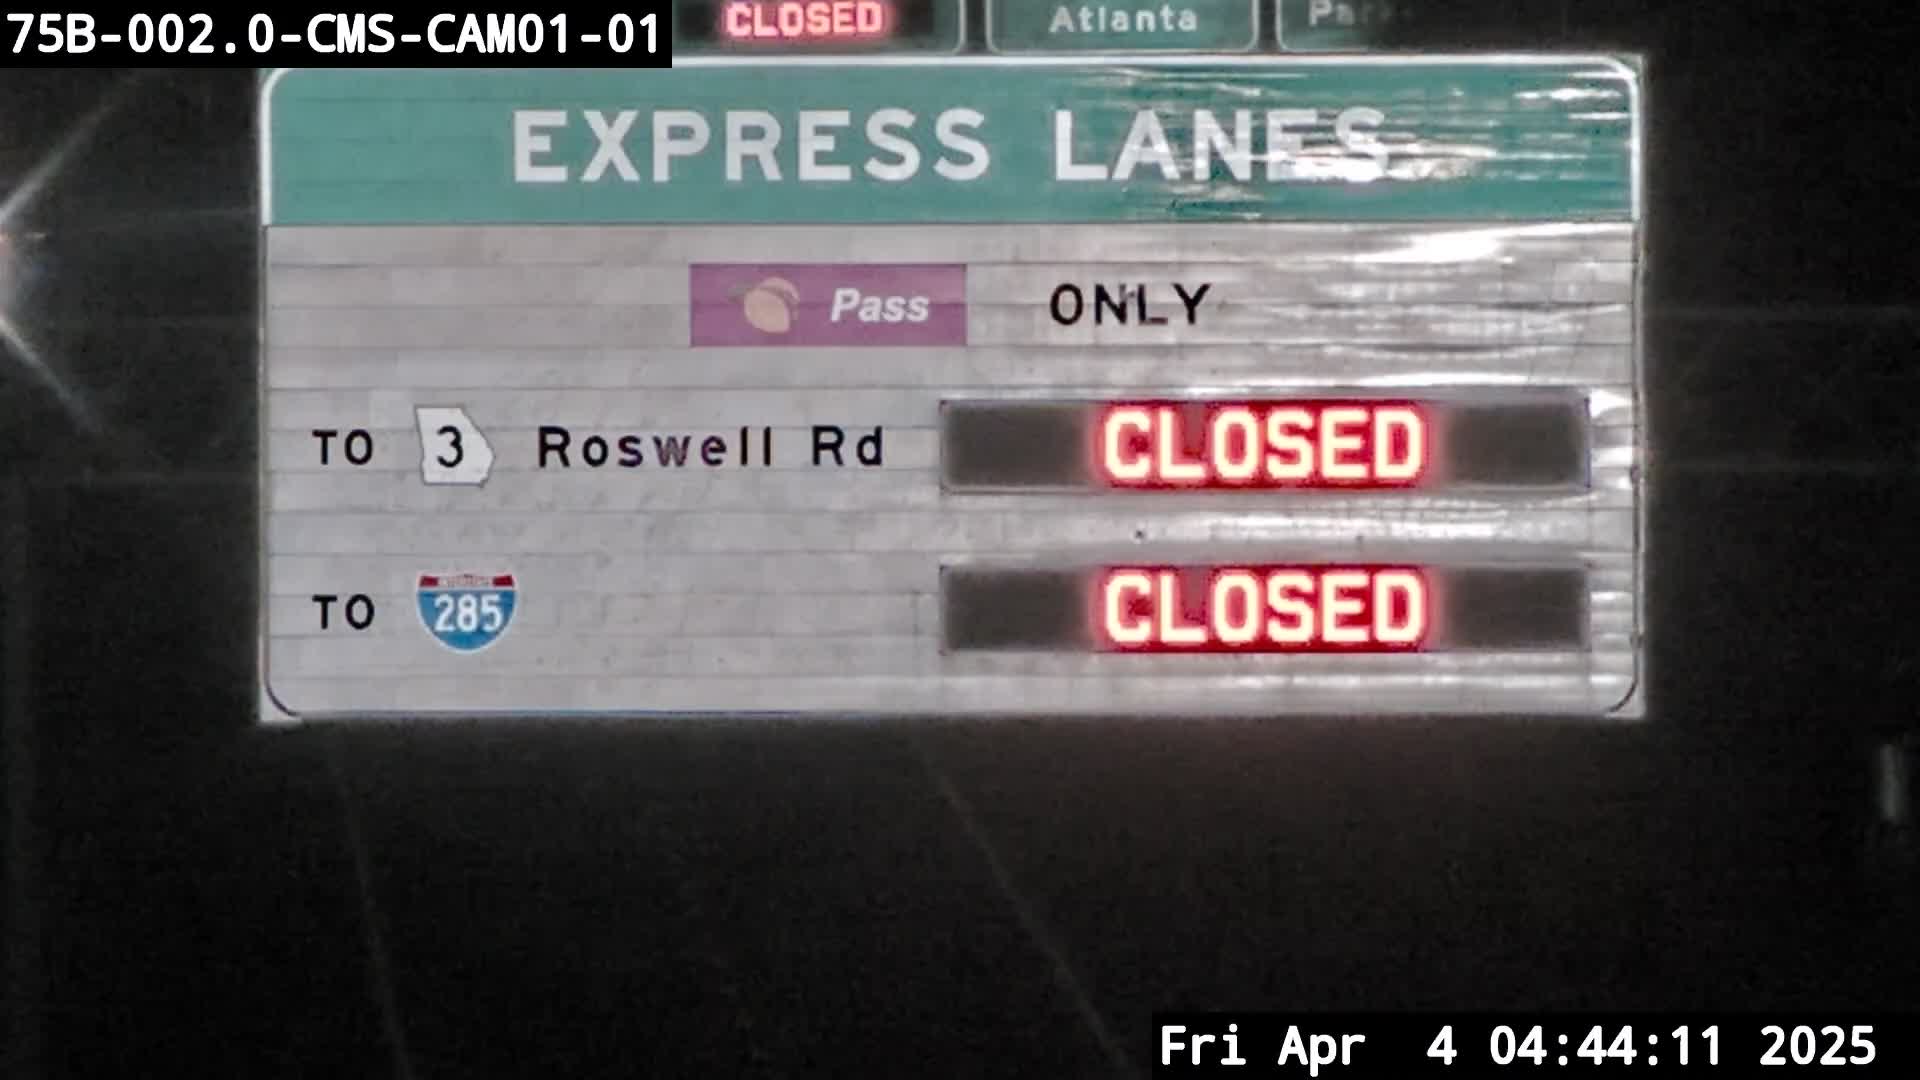 75B-002.0-CMS-CAM01-01
CLOSED
Atlanta
EXPRESS LANES
Pass ONLY
TO 3 Roswell Rd CLOSED
TO 285 CLOSED
Fri Apr 4 04:44:11 2025